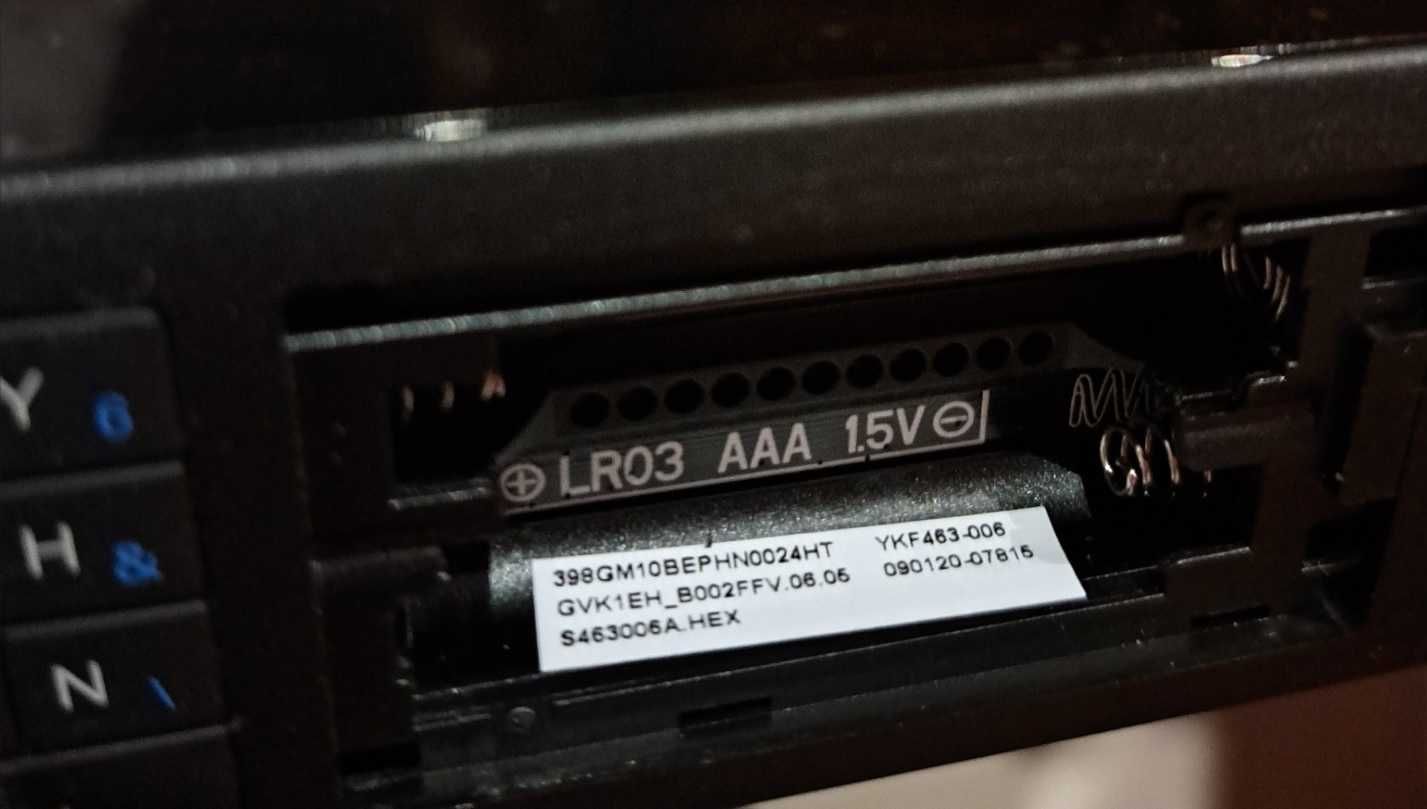 Y 6
H &
N \
⊕ LR03 AAA 1.5V ⊖
398GM10BEPHN0024HT YKF463-006
GVK1EH_B002FFV.06.05 090120-07815
S463006A.HEX